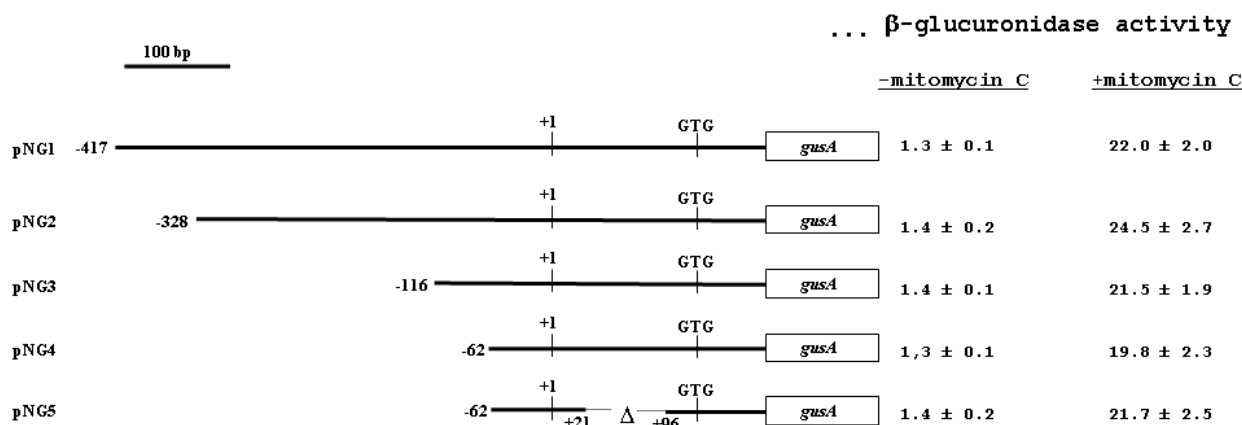 ... β-glucuronidase activity
100 bp
-mitomycin C +mitomycin C
+1 GTG
pNG1 -417 gusA 1.3 ± 0.1 22.0 ± 2.0
+1 GTG
pNG2 -328 gusA 1.4 ± 0.2 24.5 ± 2.7
+1 GTG
pNG3 -116 gusA 1.4 ± 0.1 21.5 ± 1.9
+1 GTG
pNG4 -62 gusA 1,3 ± 0.1 19.8 ± 2.3
+1 GTG
pNG5 -62 +21 Δ +96 gusA 1.4 ± 0.2 21.7 ± 2.5